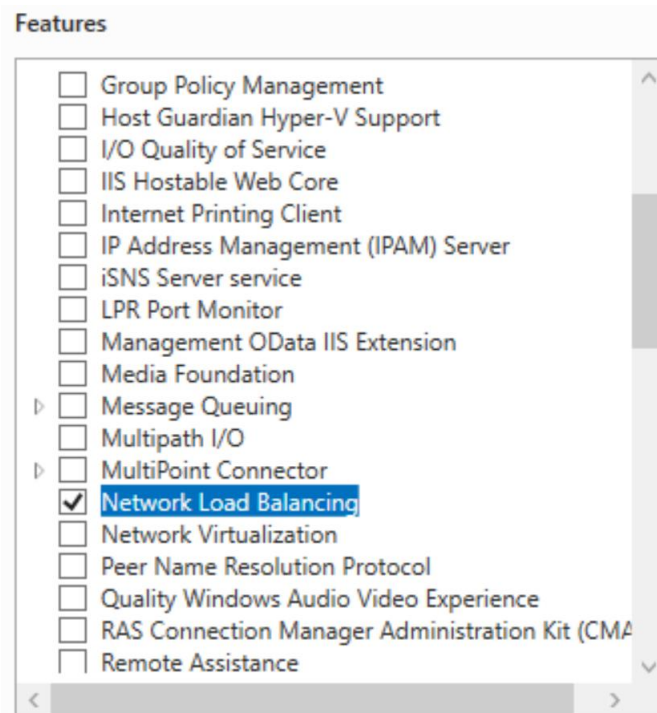 Features
Group Policy Management
Host Guardian Hyper-V Support
I/O Quality of Service
IIS Hostable Web Core
Internet Printing Client
IP Address Management (IPAM) Server
iSNS Server service
LPR Port Monitor
Management OData IIS Extension
Media Foundation
Message Queuing
Multipath I/O
MultiPoint Connector
Network Load Balancing
Network Virtualization
Peer Name Resolution Protocol
Quality Windows Audio Video Experience
RAS Connection Manager Administration Kit (CMA
Remote Assistance